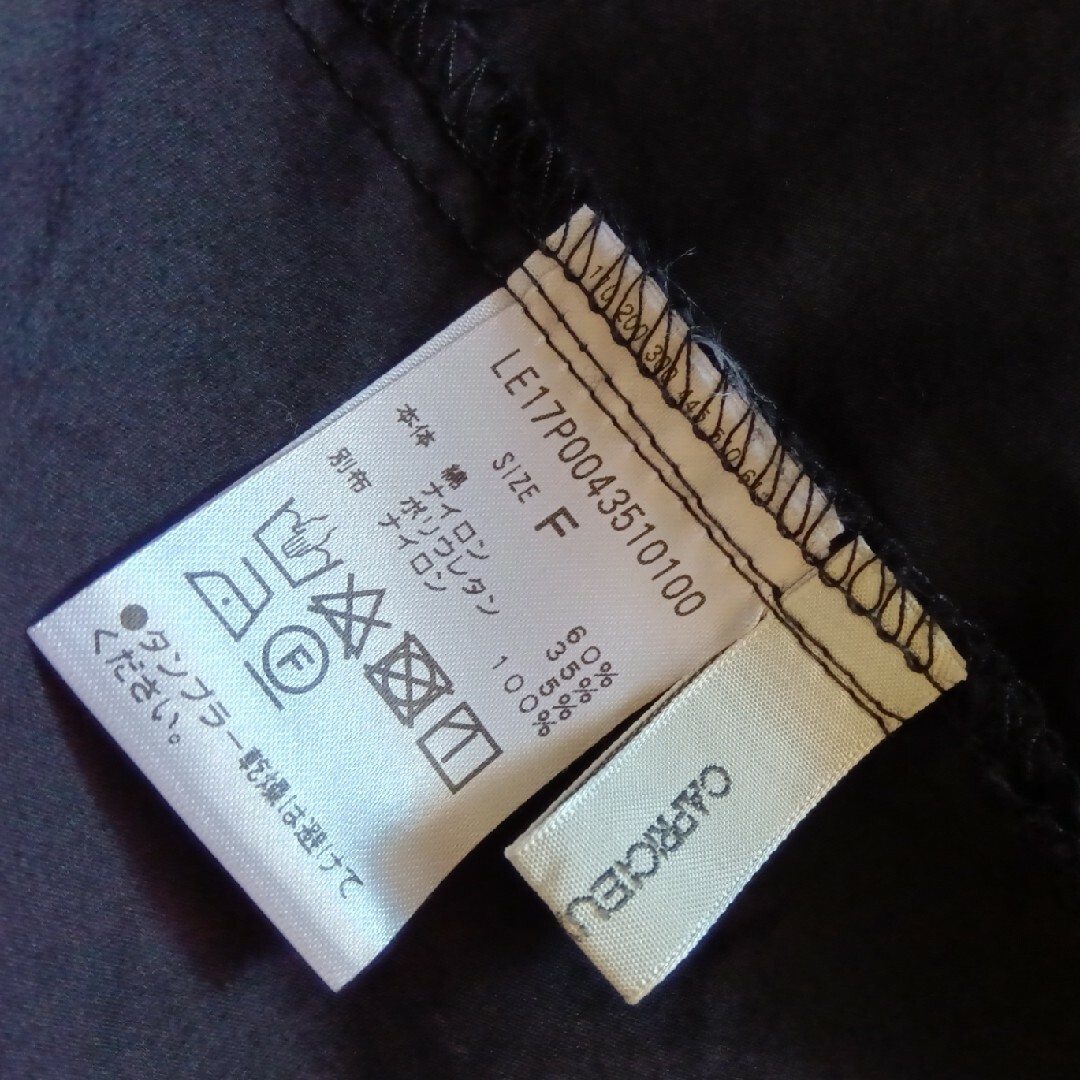 LE17P0043510100
SIZE F
本体 綿 60%
ナイロン 35%
ポリウレタン 5%
別布 ナイロン 100%
F
●タンブラー乾燥は避けて
ください。
CAPRICIEU